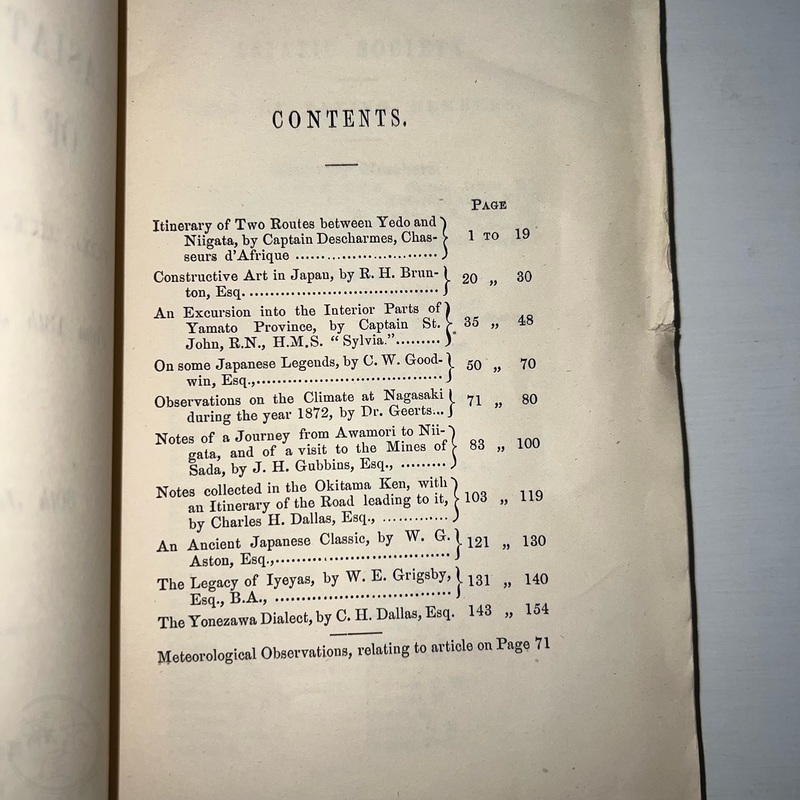 CONTENTS.
PAGE
Itinerary of Two Routes between Yedo and
Niigata, by Captain Descharmes, Chas-
seurs d'Afrique ............................ 1 TO 19
Constructive Art in Japan, by R. H. Brun-
ton, Esq. ..................................... 20 „ 30
An Excursion into the Interior Parts of
Yamato Province, by Captain St.
John, R.N., H.M.S. “Sylvia.”......... 35 „ 48
On some Japanese Legends, by C. W. Good-
win, Esq.,.................................... 50 „ 70
Observations on the Climate at Nagasaki
during the year 1872, by Dr. Geerts... 71 „ 80
Notes of a Journey from Awamori to Nii-
gata, and of a visit to the Mines of
Sada, by J. H. Gubbins, Esq., ......... 83 „ 100
Notes collected in the Okitama Ken, with
an Itinerary of the Road leading to it,
by Charles H. Dallas, Esq., ............. 103 „ 119
An Ancient Japanese Classic, by W. G.
Aston, Esq.,.................................. 121 „ 130
The Legacy of Iyeyas, by W. E. Grigsby,
Esq., B.A., ................................... 131 „ 140
The Yonezawa Dialect, by C. H. Dallas, Esq. 143 „ 154
Meteorological Observations, relating to article on Page 71